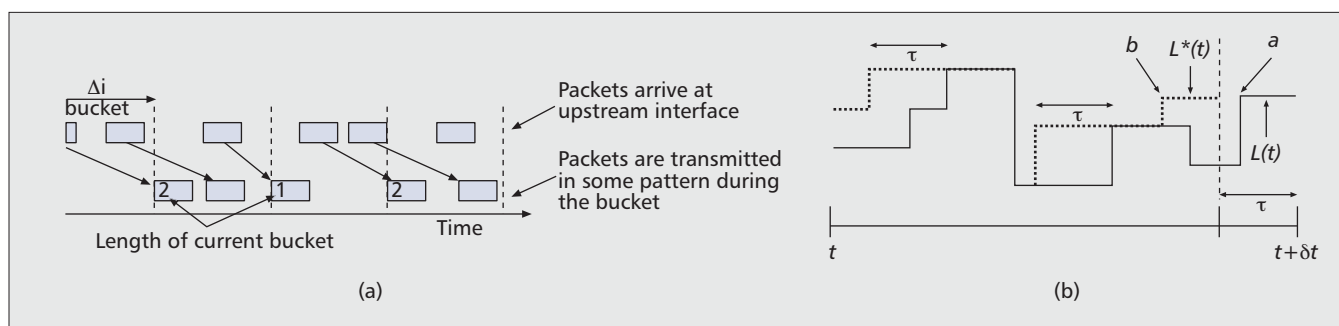 Δi
bucket
Packets arrive at
upstream interface
2
1
2
Packets are transmitted
in some pattern during
the bucket
Length of current bucket
Time
(a)
τ
b
L*(t)
a
τ
L(t)
τ
t
t+δt
(b)